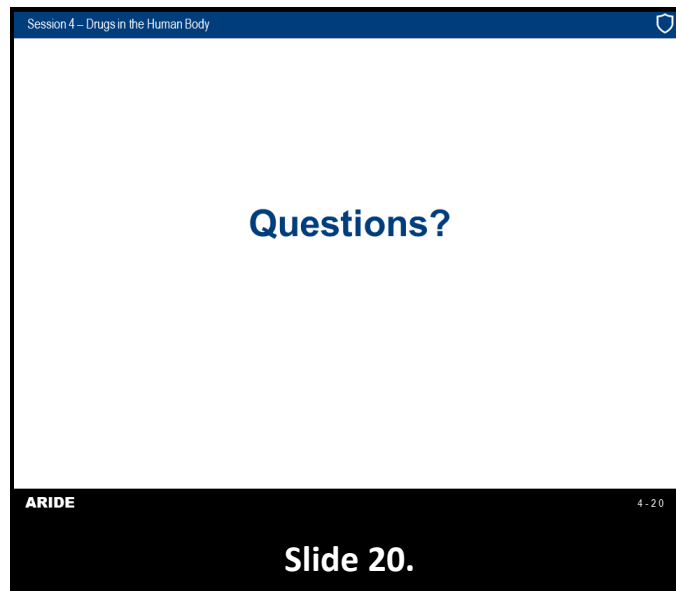 Session 4 – Drugs in the Human Body
Questions?
ARIDE
4-20
Slide 20.